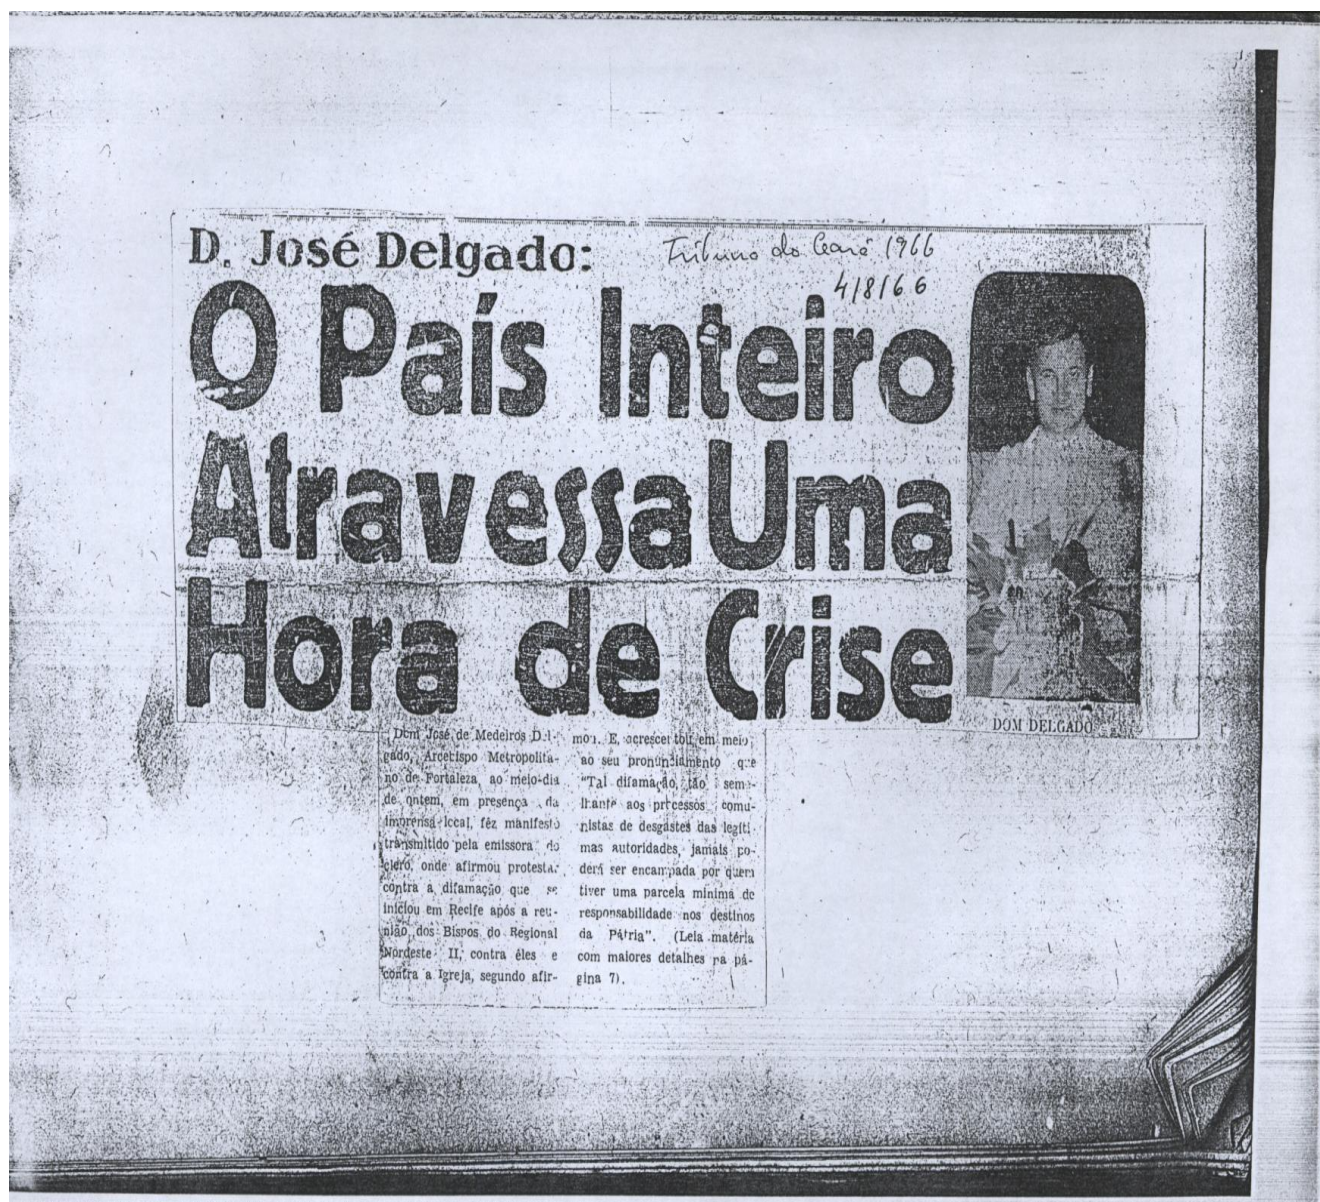 D. José Delgado:
Tribuna do Ceará 1966
4/8/66
O País Inteiro
Atravessa Uma
Hora de Crise
DOM DELGADO
Dom José de Medeiros Del-
gado, Arcebispo Metropolita-
no de Fortaleza, ao meio-dia
de ontem, em presença da
imprensa local, fêz manifesto
transmitido pela emissora do
clero, onde afirmou protestar
contra a difamação que se
iniciou em Recife após a reu-
nião dos Bispos do Regional
Nordeste II, contra êles e
contra a Igreja, segundo afir-
mou. E, acrescentou em meio
ao seu pronunciamento que
"Tal difamação, tão seme-
lhante aos processos comu-
nistas de desgastes das legíti-
mas autoridades, jamais po-
derá ser encampada por quem
tiver uma parcela mínima de
responsabilidade nos destinos
da Pátria". (Leia matéria
com maiores detalhes na pá-
gina 7).